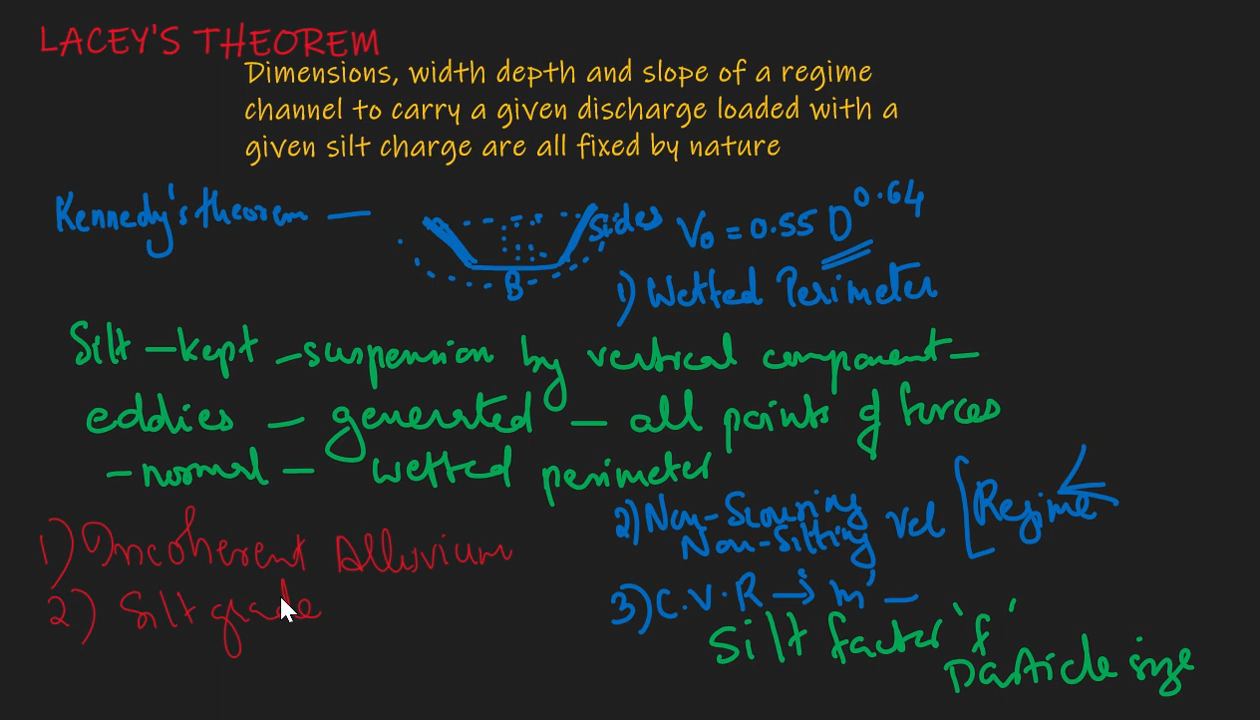 LACEY'S THEOREM
Dimensions, width depth and slope of a regime
channel to carry a given discharge loaded with a
given silt charge are all fixed by nature
Kennedy's theorem — Sides V₀ = 0.55 D^0.64
B
1) Wetted Perimeter
Silt — kept — suspension by vertical component —
eddies — generated — all points of forces
— normal — wetted perimeter
2) Non-Scouring
Non-Silting vel [Regime
3) C.V.R → 'm' —
Silt factor 'f'
Particle size
1) Incoherent Alluvium
2) Silt grade